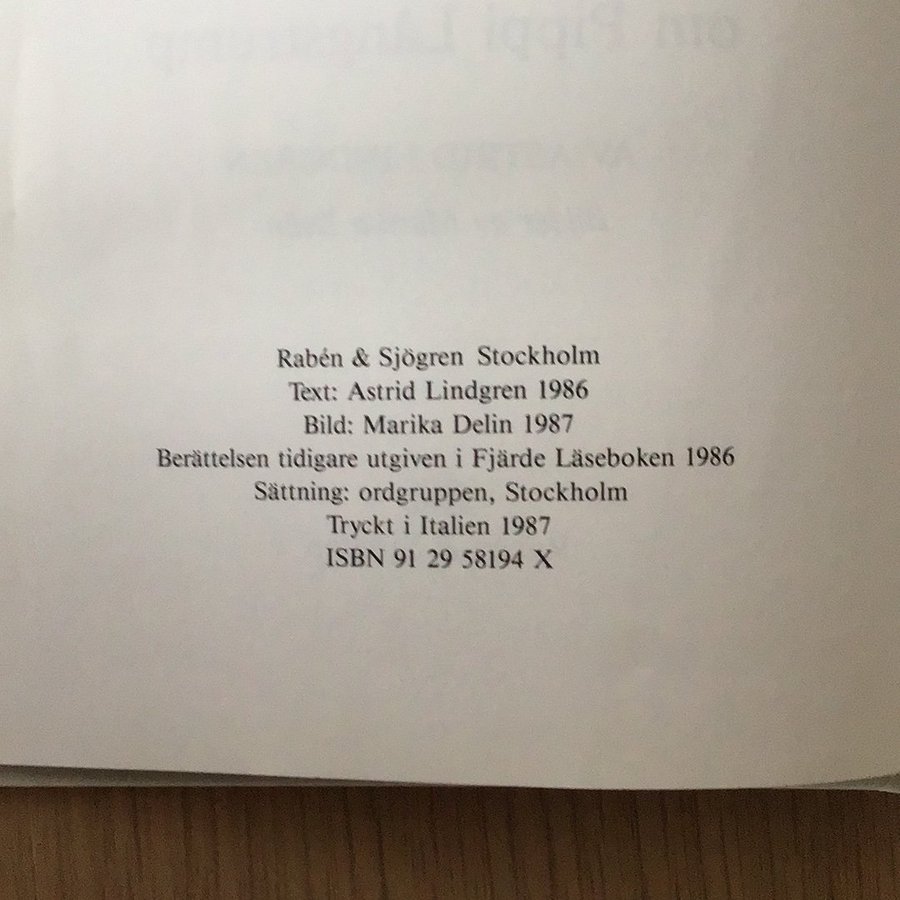 Rabén & Sjögren Stockholm
Text: Astrid Lindgren 1986
Bild: Marika Delin 1987
Berättelsen tidigare utgiven i Fjärde Läseboken 1986
Sättning: ordgruppen, Stockholm
Tryckt i Italien 1987
ISBN 91 29 58194 X